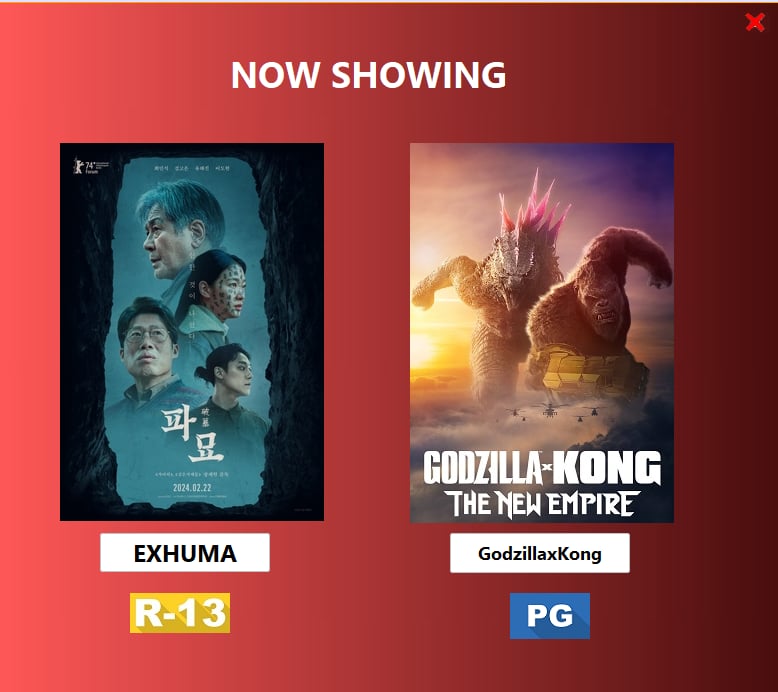 NOW SHOWING
74
Forum
최민식 김고은 유해진 이도현
파묘
破墓
2024.02.22
GODZILLA x KONG
THE NEW EMPIRE
EXHUMA
GodzillaxKong
R-13
PG